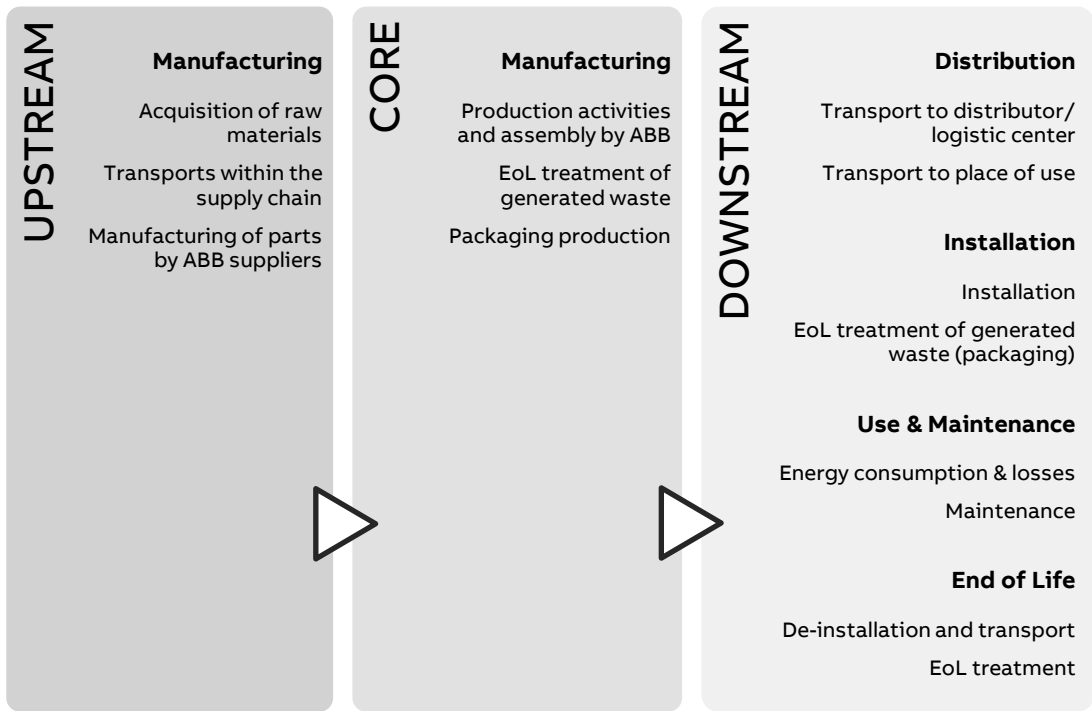 UPSTREAM
Manufacturing
Acquisition of raw
materials
Transports within the
supply chain
Manufacturing of parts
by ABB suppliers
CORE
Manufacturing
Production activities
and assembly by ABB
EoL treatment of
generated waste
Packaging production
DOWNSTREAM
Distribution
Transport to distributor/
logistic center
Transport to place of use
Installation
Installation
EoL treatment of generated
waste (packaging)
Use & Maintenance
Energy consumption & losses
Maintenance
End of Life
De-installation and transport
EoL treatment